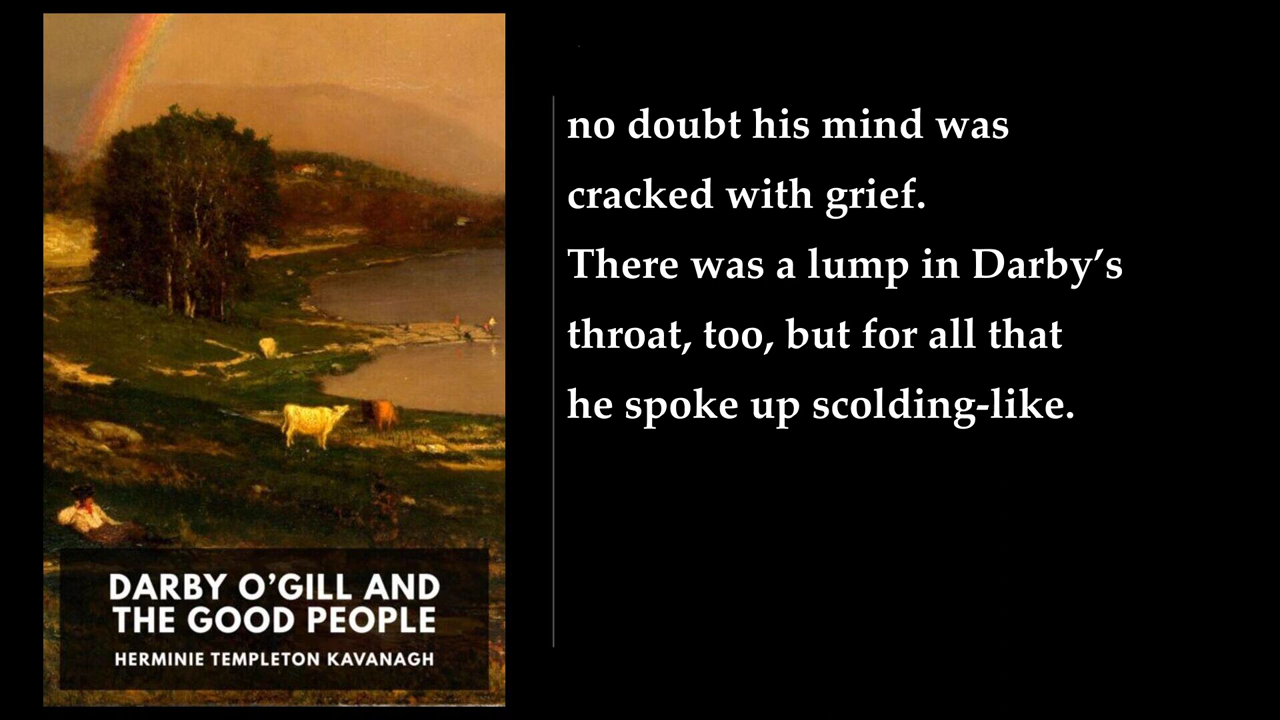 no doubt his mind was
cracked with grief.
There was a lump in Darby’s
throat, too, but for all that
he spoke up scolding-like.
DARBY O’GILL AND
THE GOOD PEOPLE
HERMINIE TEMPLETON KAVANAGH